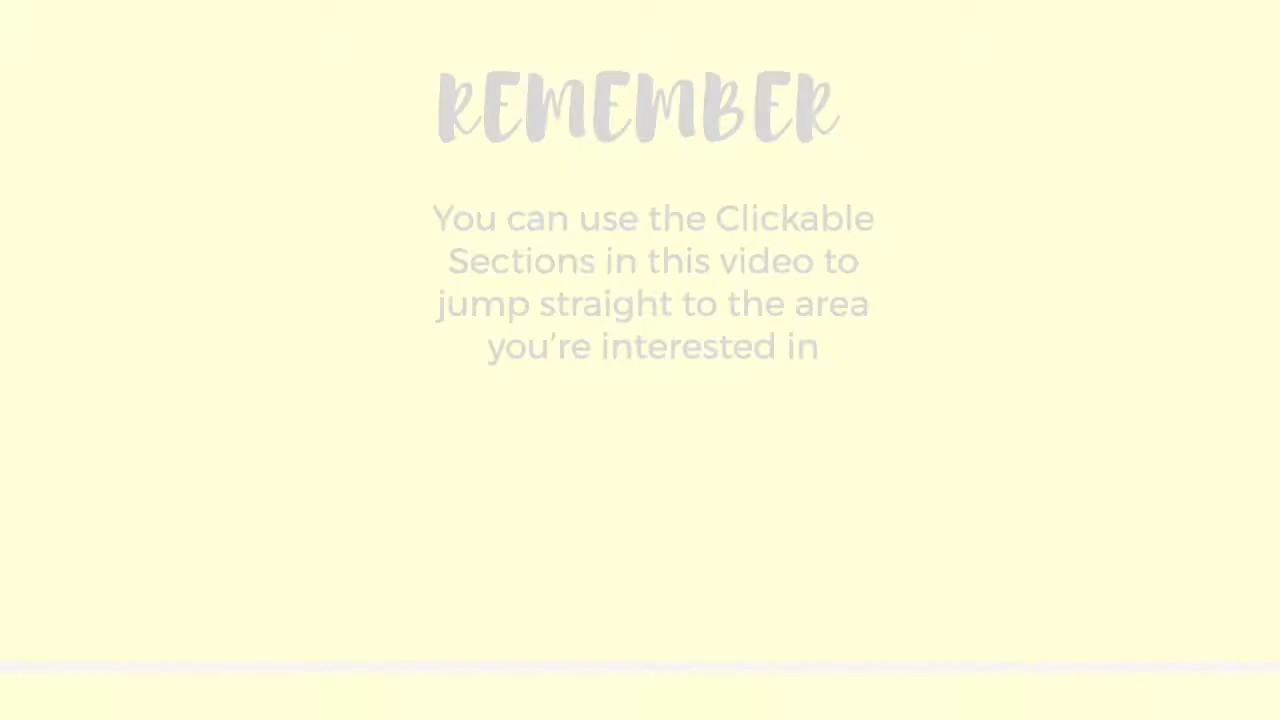 REMEMBER
You can use the Clickable
Sections in this video to
jump straight to the area
you’re interested in